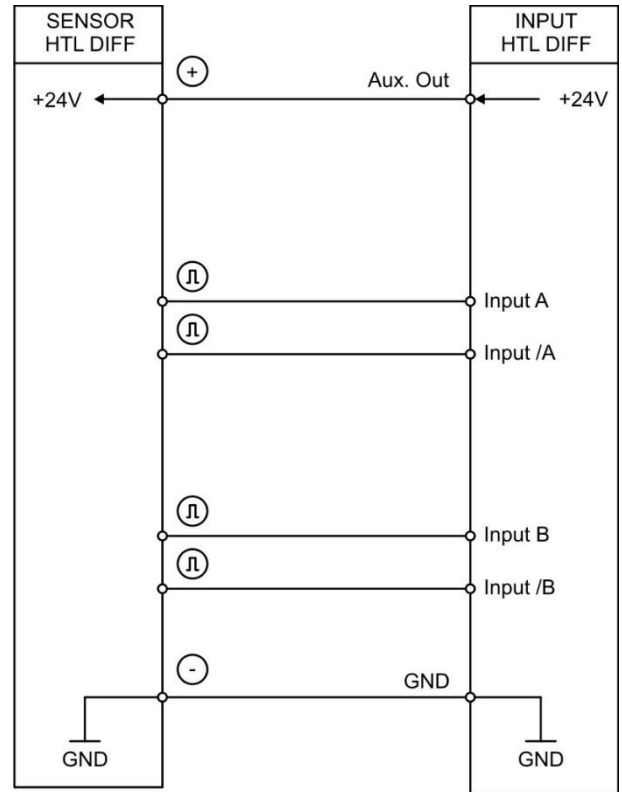 SENSOR
HTL DIFF
INPUT
HTL DIFF
+
Aux. Out
+24V
+24V
Input A
Input /A
Input B
Input /B
-
GND
GND
GND